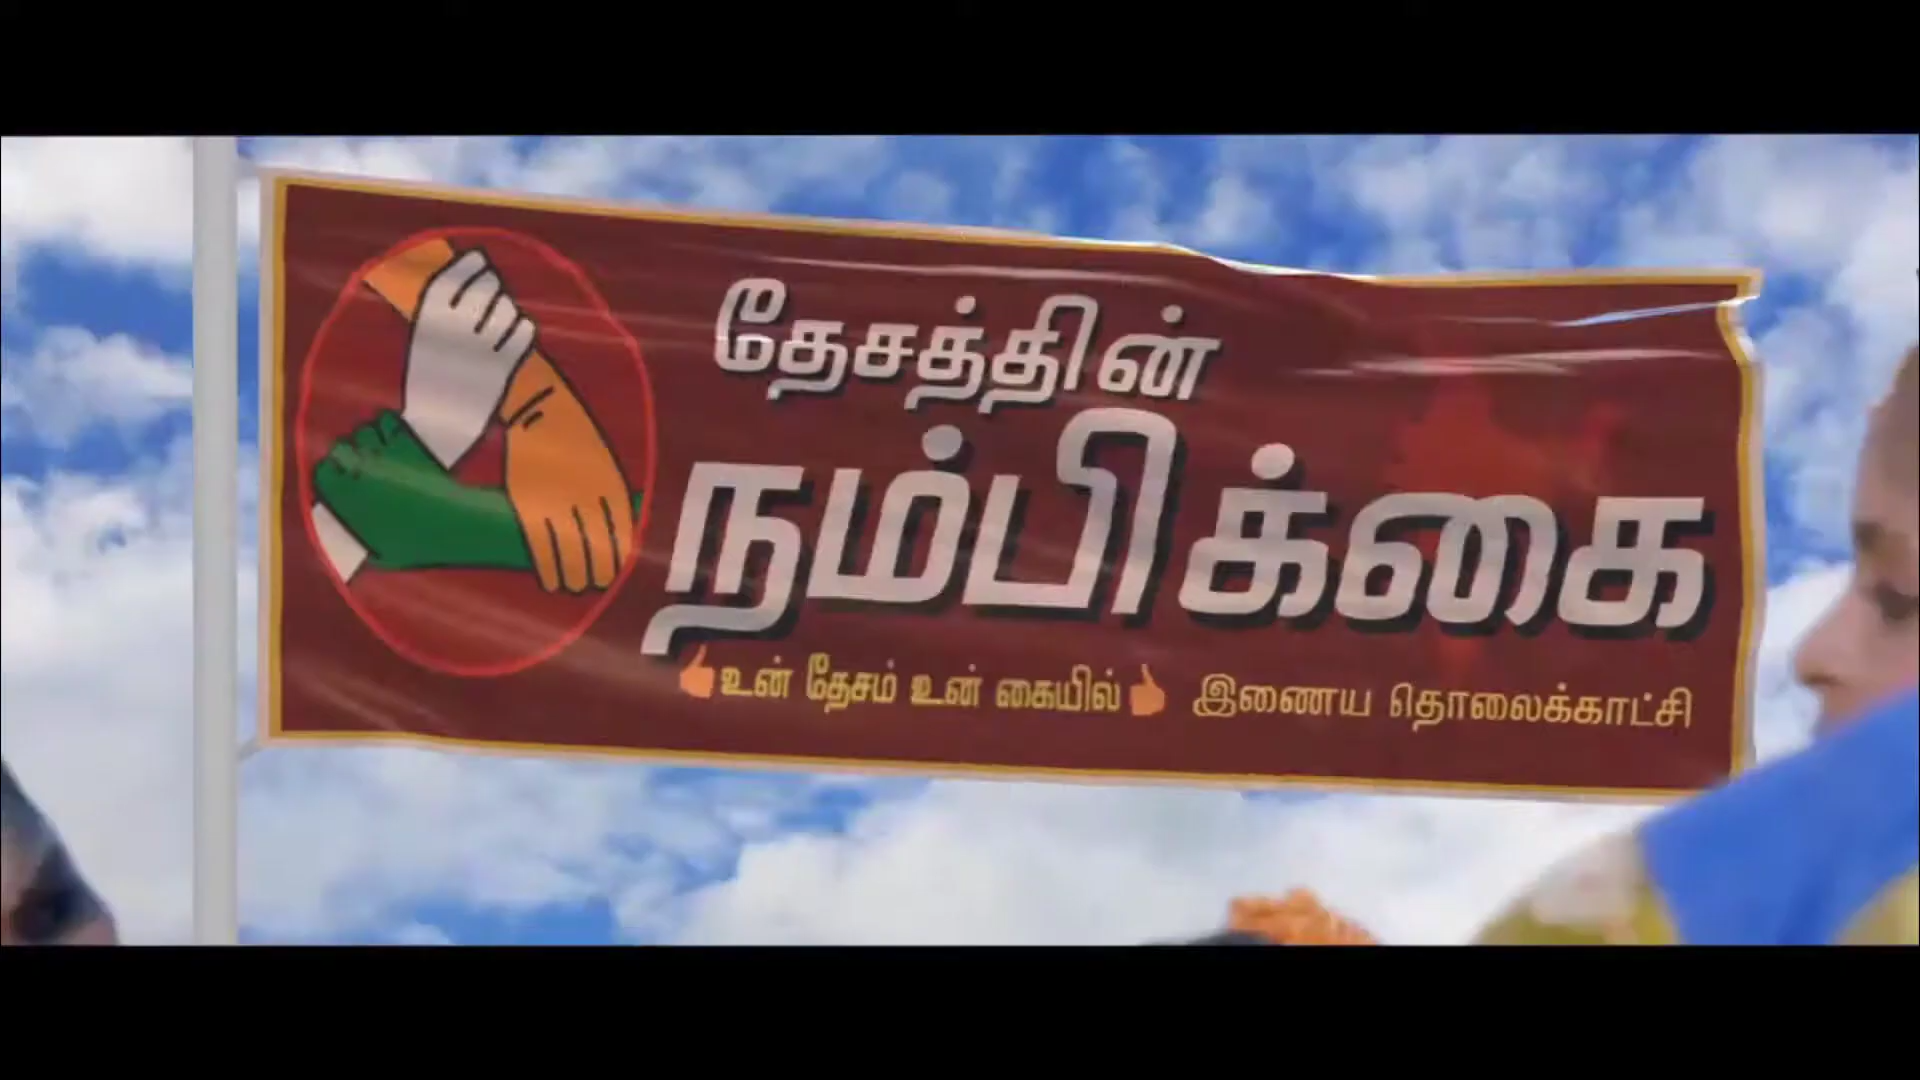 தேசத்தின்
நம்பிக்கை
உன் தேசம் உன் கையில் இணைய தொலைக்காட்சி